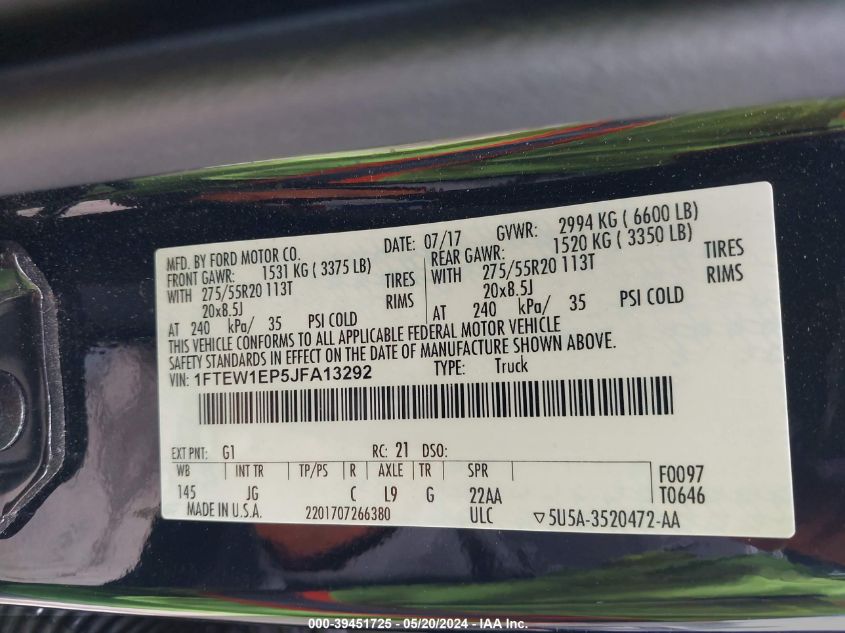 MFD. BY FORD MOTOR CO. DATE: 07/17 GVWR: 2994 KG ( 6600 LB)
FRONT GAWR: 1531 KG ( 3375 LB) REAR GAWR: 1520 KG ( 3350 LB)
WITH 275/55R20 113T TIRES WITH 275/55R20 113T TIRES
20x8.5J RIMS 20x8.5J RIMS
AT 240 kPa/ 35 PSI COLD AT 240 kPa/ 35 PSI COLD
THIS VEHICLE CONFORMS TO ALL APPLICABLE FEDERAL MOTOR VEHICLE
SAFETY STANDARDS IN EFFECT ON THE DATE OF MANUFACTURE SHOWN ABOVE.
VIN: 1FTEW1EP5JFA13292 TYPE: Truck
EXT PNT: G1 RC: 21 DSO:
WB INT TR TP/PS R AXLE TR SPR F0097
145 JG C L9 G 22AA T0646
MADE IN U.S.A. 2201707266380 ULC ▽5U5A-3520472-AA
000-39451725 - 05/20/2024 - IAA Inc.